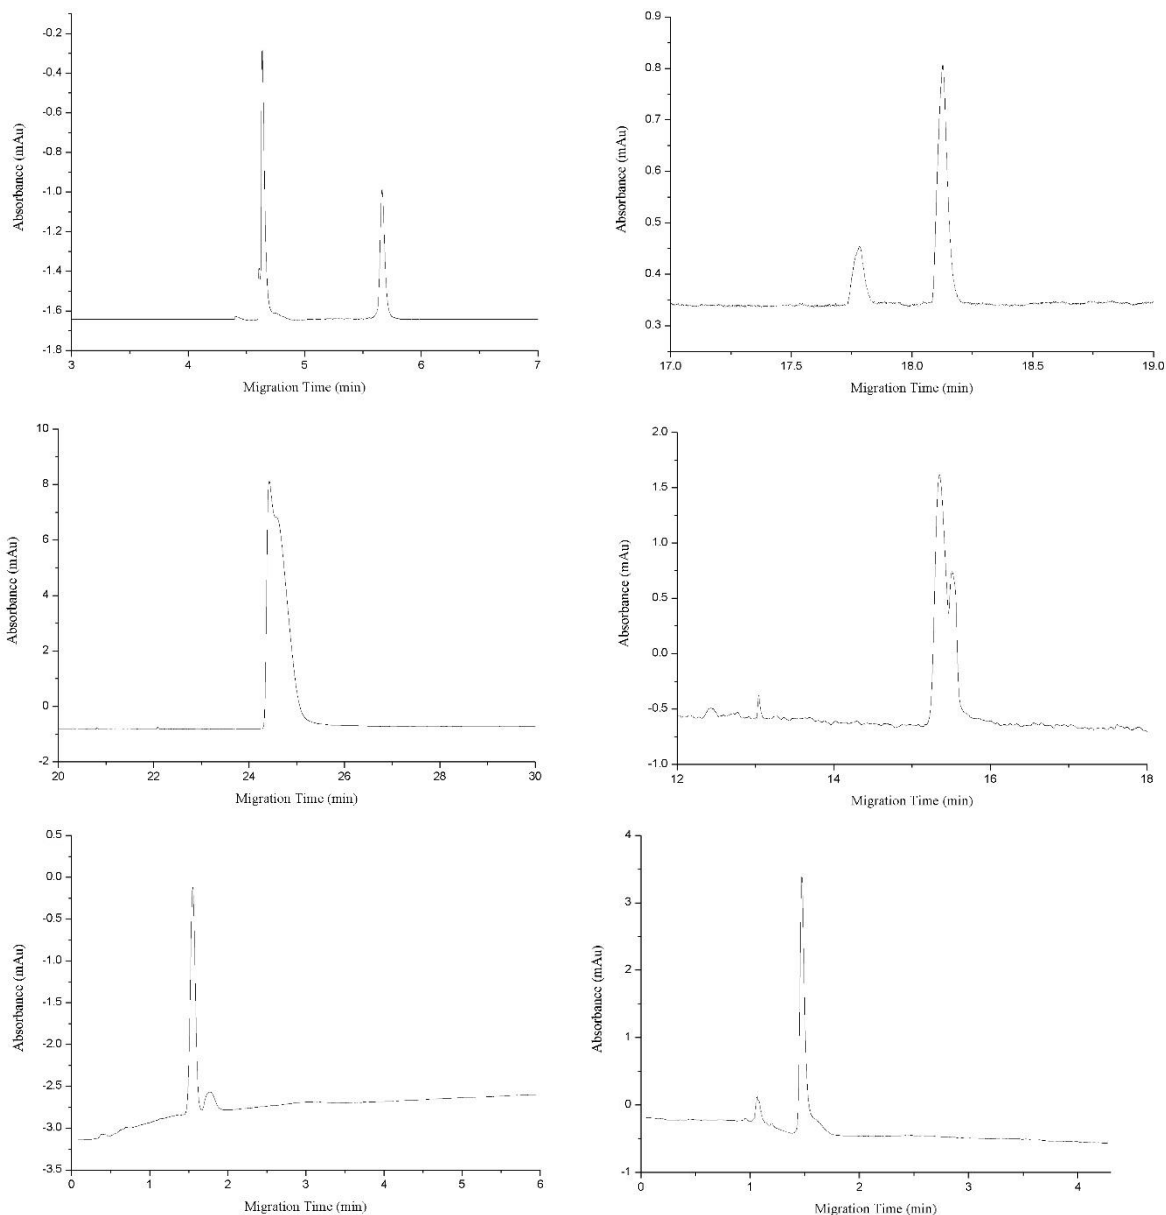 -0.2
-0.4
-0.6
-0.8
-1.0
-1.2
-1.4
-1.6
-1.8
Absorbance (mAu)
3 4 5 6 7
Migration Time (min)
0.9
0.8
0.7
0.6
0.5
0.4
0.3
Absorbance (mAu)
17.0 17.5 18.0 18.5 19.0
Migration Time (min)
10
8
6
4
2
0
-2
Absorbance (mAu)
20 22 24 26 28 30
Migration Time (min)
2.0
1.5
1.0
0.5
0.0
-0.5
-1.0
Absorbance (mAu)
12 14 16 18
Migration Time (min)
0.5
0.0
-0.5
-1.0
-1.5
-2.0
-2.5
-3.0
-3.5
Absorbance (mAu)
0 1 2 3 4 5 6
Migration Time (min)
4
3
2
1
0
-1
Absorbance (mAu)
0 1 2 3 4
Migration Time (min)